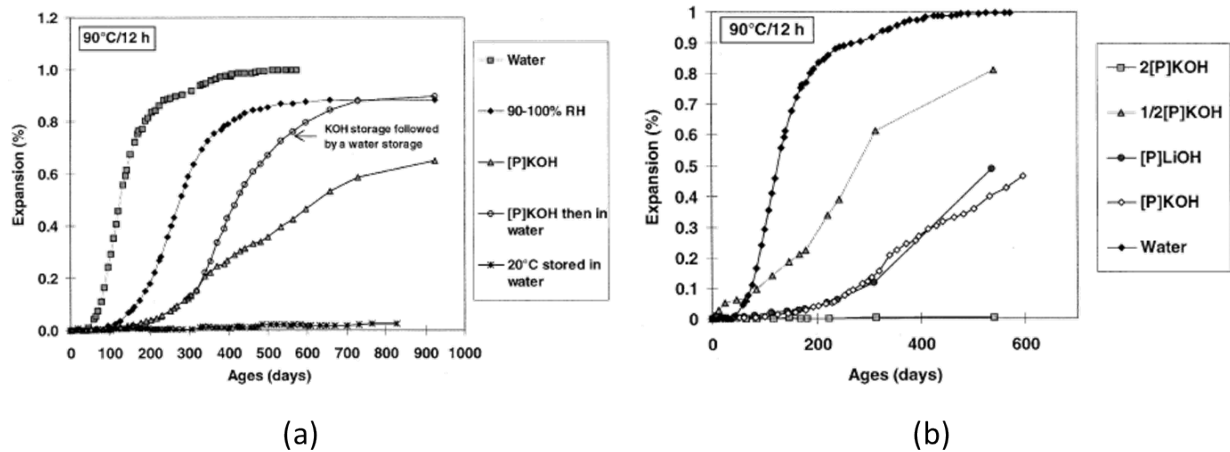 90°C/12 h
1.2
1.0
0.8
0.6
0.4
0.2
0.0
Expansion (%)
0 100 200 300 400 500 600 700 800 900 1000
Ages (days)
KOH storage followed
by a water storage
Water
90-100% RH
[P]KOH
[P]KOH then in
water
20°C stored in
water
(a)
90°C/12 h
1
0.9
0.8
0.7
0.6
0.5
0.4
0.3
0.2
0.1
0
Expansion (%)
0 200 400 600
Ages (days)
2[P]KOH
1/2[P]KOH
[P]LiOH
[P]KOH
Water
(b)